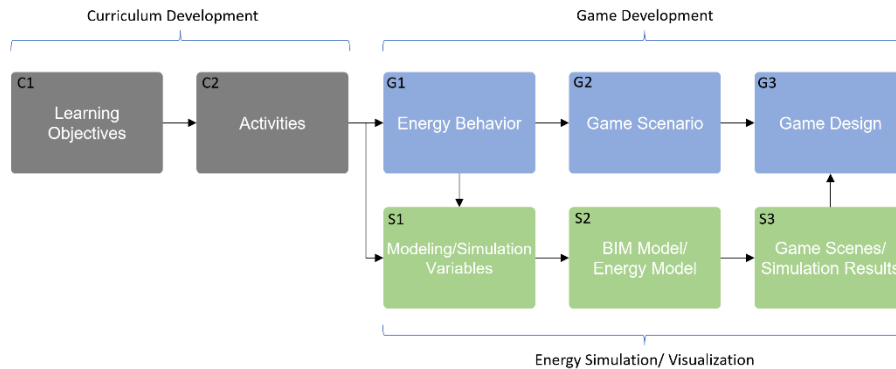 Curriculum Development
Game Development
C1
Learning
Objectives
C2
Activities
G1
Energy Behavior
G2
Game Scenario
G3
Game Design
S1
Modeling/Simulation
Variables
S2
BIM Model/
Energy Model
S3
Game Scenes/
Simulation Results
Energy Simulation/ Visualization